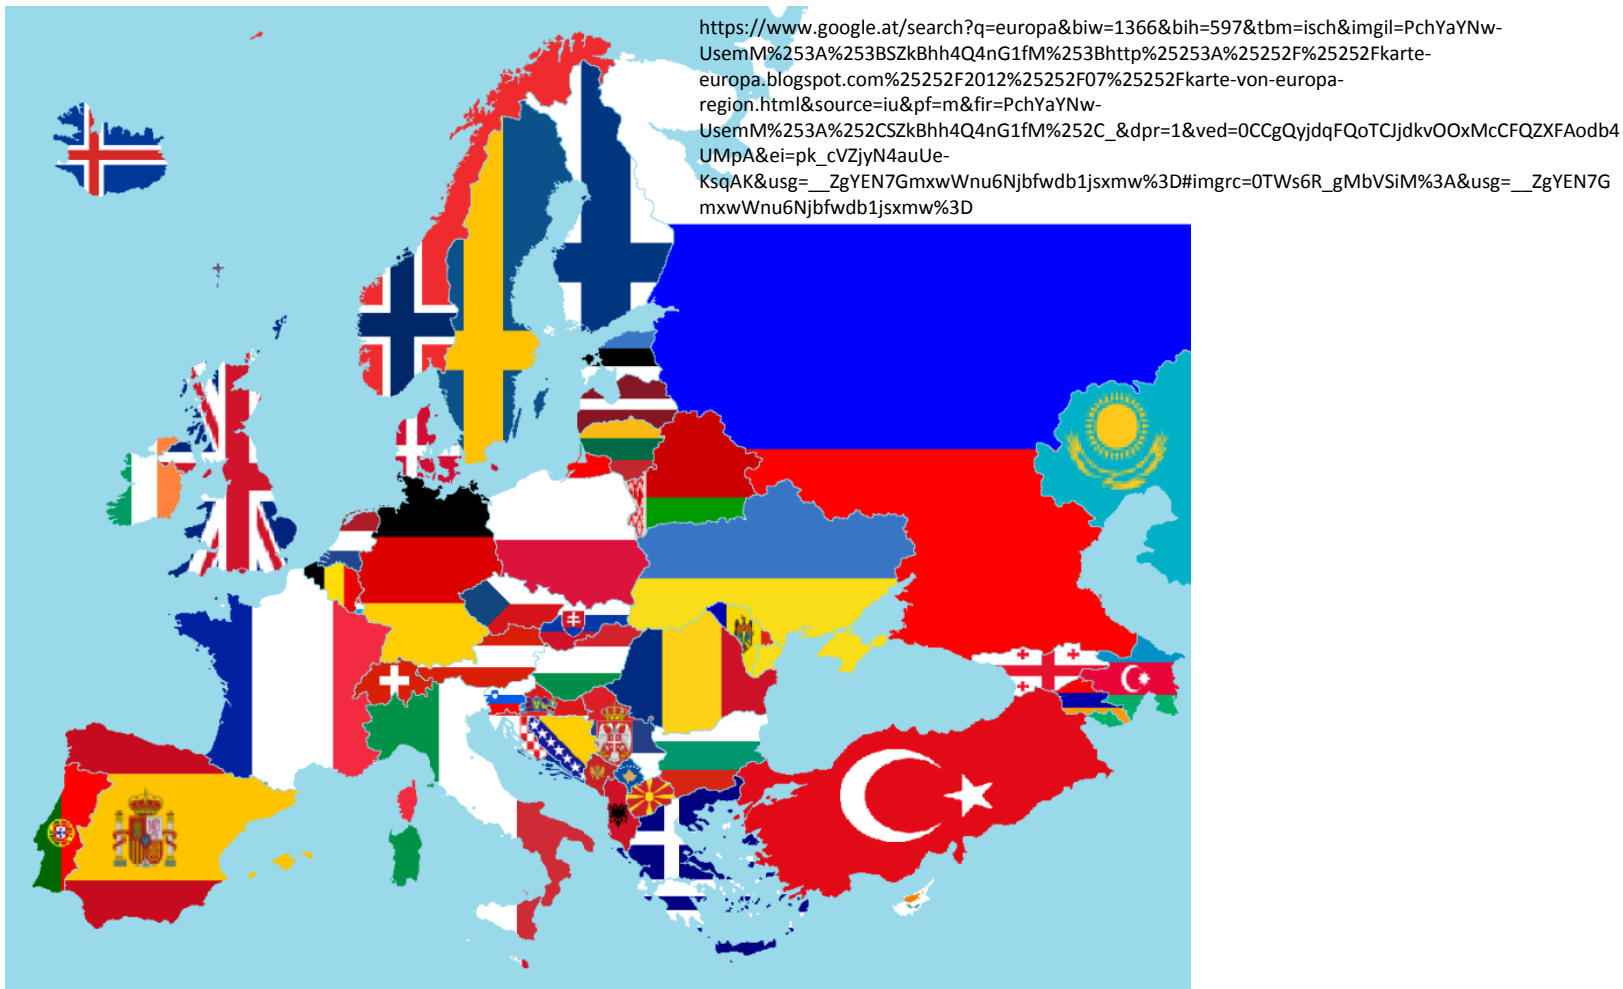 https://www.google.at/search?q=europa&biw=1366&bih=597&tbm=isch&imgil=PchYaYNw-
UsemM%253A%253BSZkBhh4Q4nG1fM%253Bhttp%25253A%25252F%25252Fkarte-
europa.blogspot.com%25252F2012%25252F07%25252Fkarte-von-europa-
region.html&source=iu&pf=m&fir=PchYaYNw-
UsemM%253A%252CSZkBhh4Q4nG1fM%252C_&dpr=1&ved=0CCgQyjdqFQoTCJjdkvOOxMcCFQZXFAodb4
UMpA&ei=pk_cVZjyN4auUe-
KsqAK&usg=__ZgYEN7GmxwWnu6Njbfwdb1jsxmw%3D#imgrc=0TWs6R_gMbVSiM%3A&usg=__ZgYEN7G
mxwWnu6Njbfwdb1jsxmw%3D